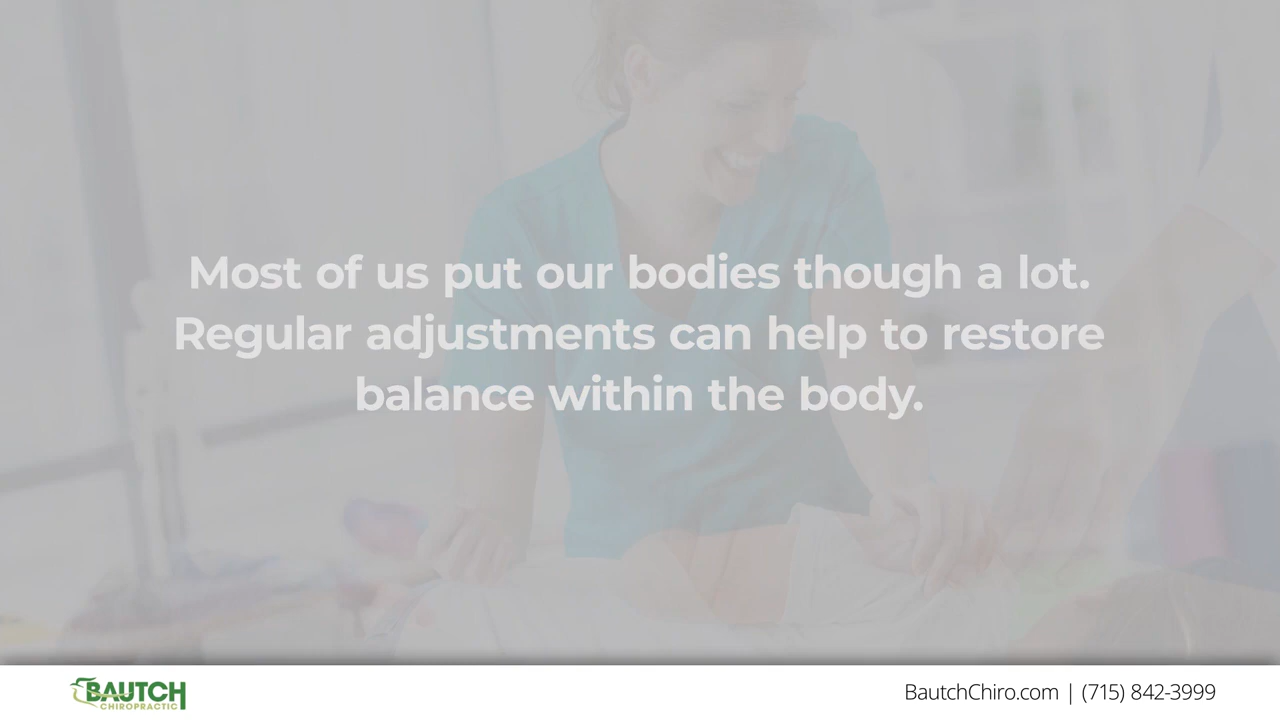 Most of us put our bodies though a lot.
Regular adjustments can help to restore
balance within the body.
BAUTCH
CHIROPRACTIC
BautchChiro.com | (715) 842-3999